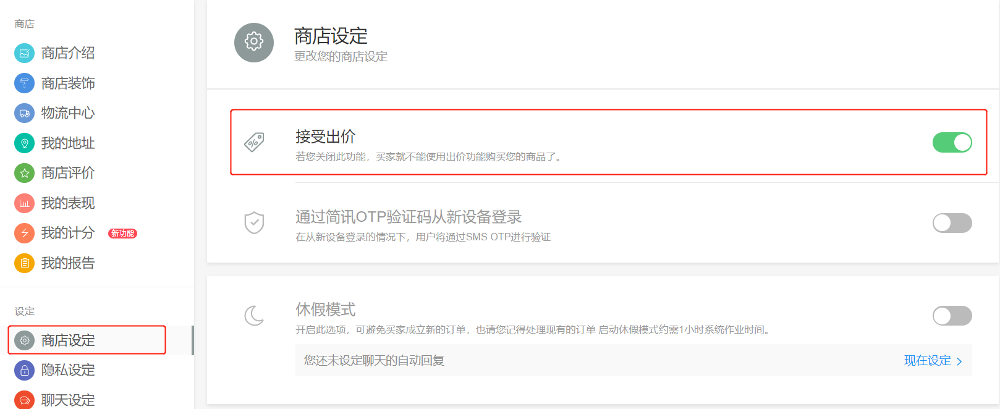 商店
商店介绍
商店装饰
物流中心
我的地址
商店评价
我的表现
我的计分 新功能
我的报告
设定
商店设定
隐私设定
聊天设定
商店设定
更改您的商店设定
接受出价
若您关闭此功能，买家就不能使用出价功能购买您的商品了。
通过简讯OTP验证码从新设备登录
在从新设备登录的情况下，用户将通过SMS OTP进行验证
休假模式
开启此选项，可避免买家成立新的订单，也请您记得处理现有的订单 启动休假模式约需1小时系统作业时间。
您还未设定聊天的自动回复 现在设定